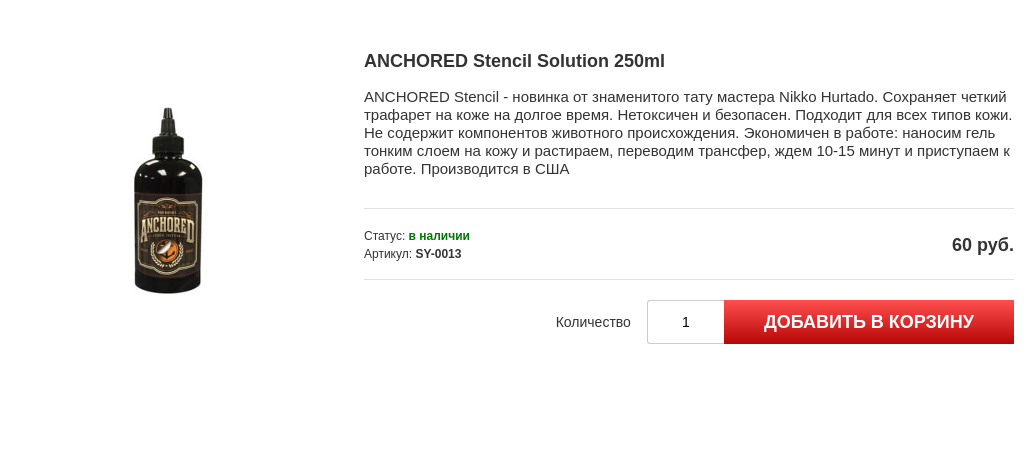 ANCHORED Stencil Solution 250ml
ANCHORED Stencil - новинка от знаменитого тату мастера Nikko Hurtado. Сохраняет четкий
трафарет на коже на долгое время. Нетоксичен и безопасен. Подходит для всех типов кожи.
Не содержит компонентов животного происхождения. Экономичен в работе: наносим гель
тонким слоем на кожу и растираем, переводим трансфер, ждем 10-15 минут и приступаем к
работе. Производится в США
ANCHORED
Статус: в наличии
Артикул: SY-0013
60 руб.
Количество
1
ДОБАВИТЬ В КОРЗИНУ